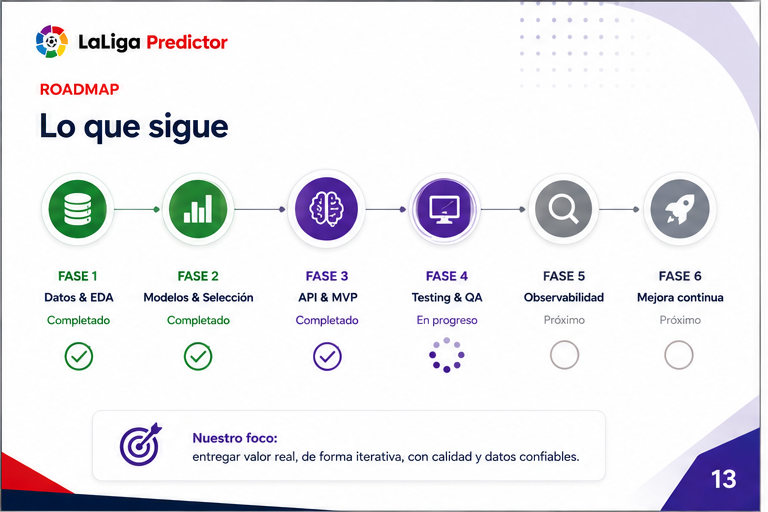 LaLiga Predictor
ROADMAP
Lo que sigue
FASE 1
Datos & EDA
Completado
FASE 2
Modelos & Selección
Completado
FASE 3
API & MVP
Completado
FASE 4
Testing & QA
En progreso
FASE 5
Observabilidad
Próximo
FASE 6
Mejora continua
Próximo
Nuestro foco:
entregar valor real, de forma iterativa, con calidad y datos confiables.
13